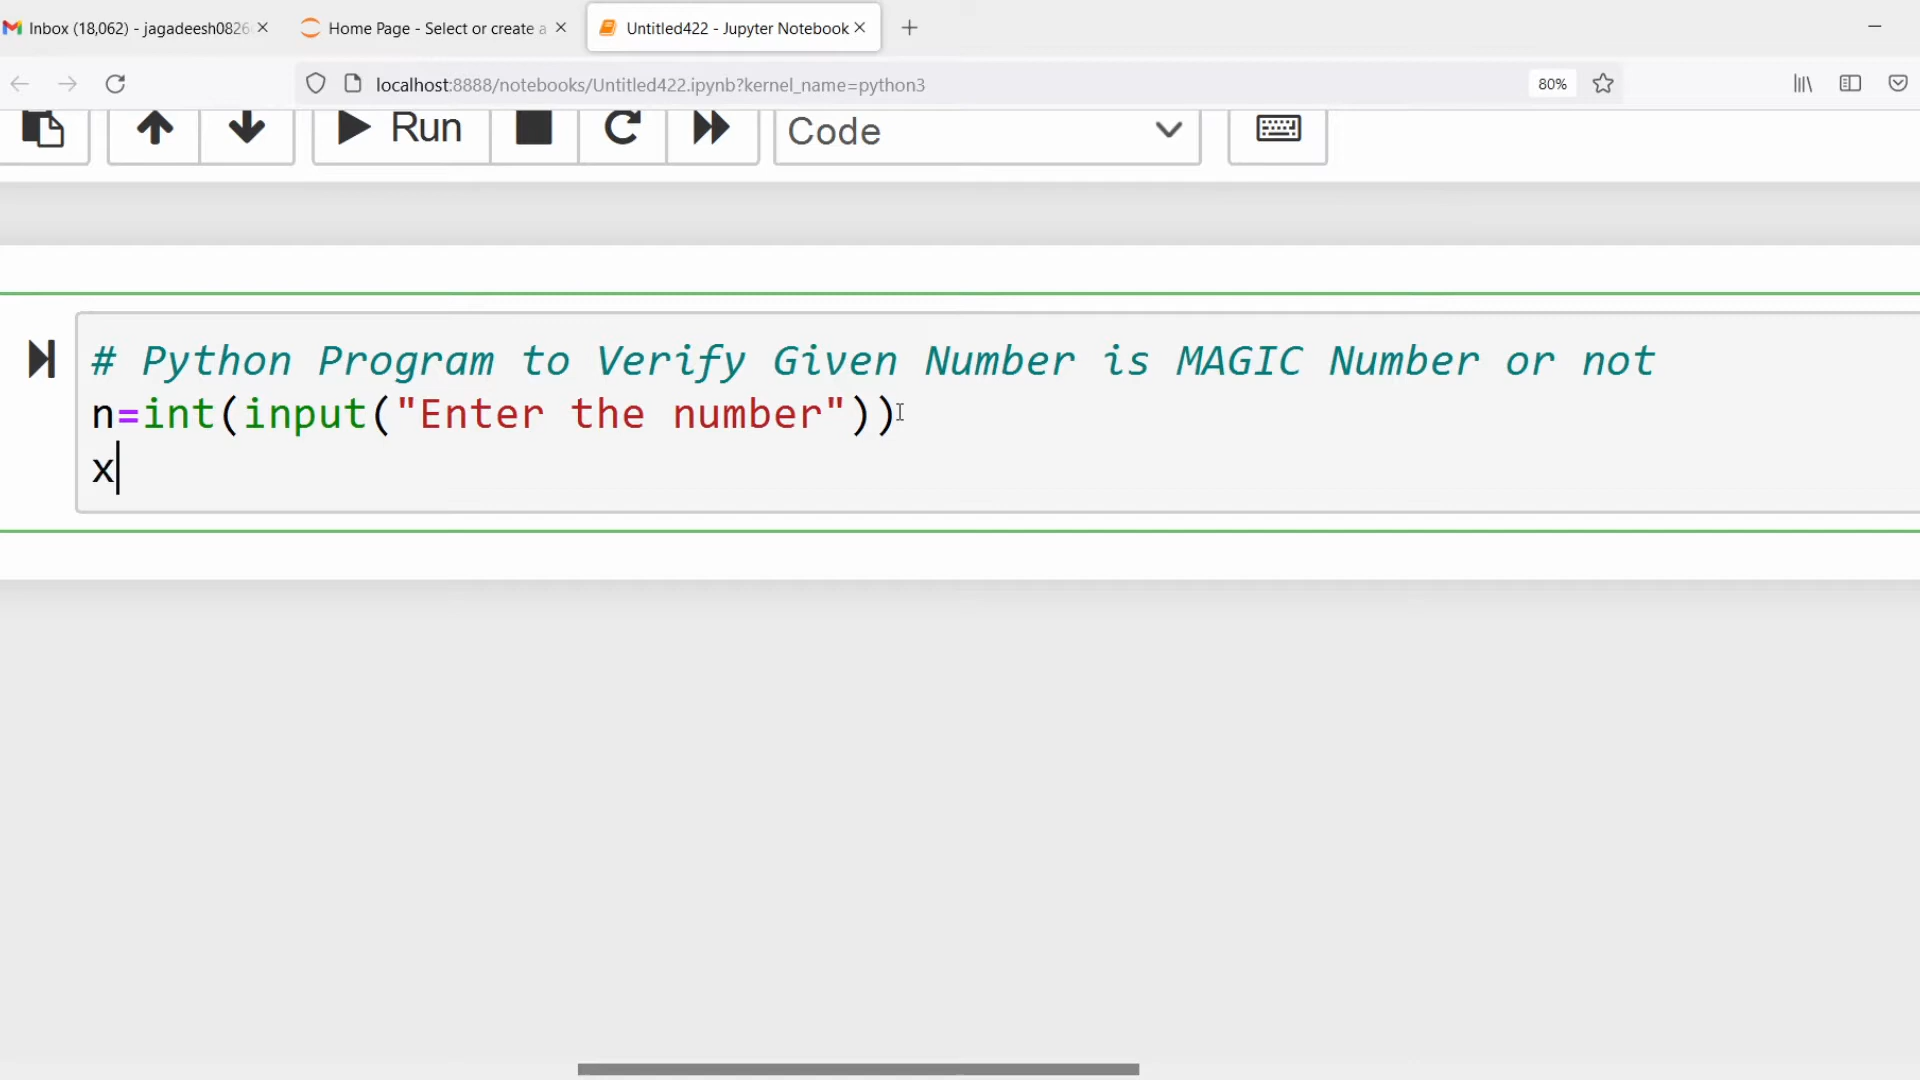 Inbox (18,062) - jagadeesh0826
Home Page - Select or create a
Untitled422 - Jupyter Notebook
localhost:8888/notebooks/Untitled422.ipynb?kernel_name=python3
80%
Run
Code
# Python Program to Verify Given Number is MAGIC Number or not
n=int(input("Enter the number"))
x